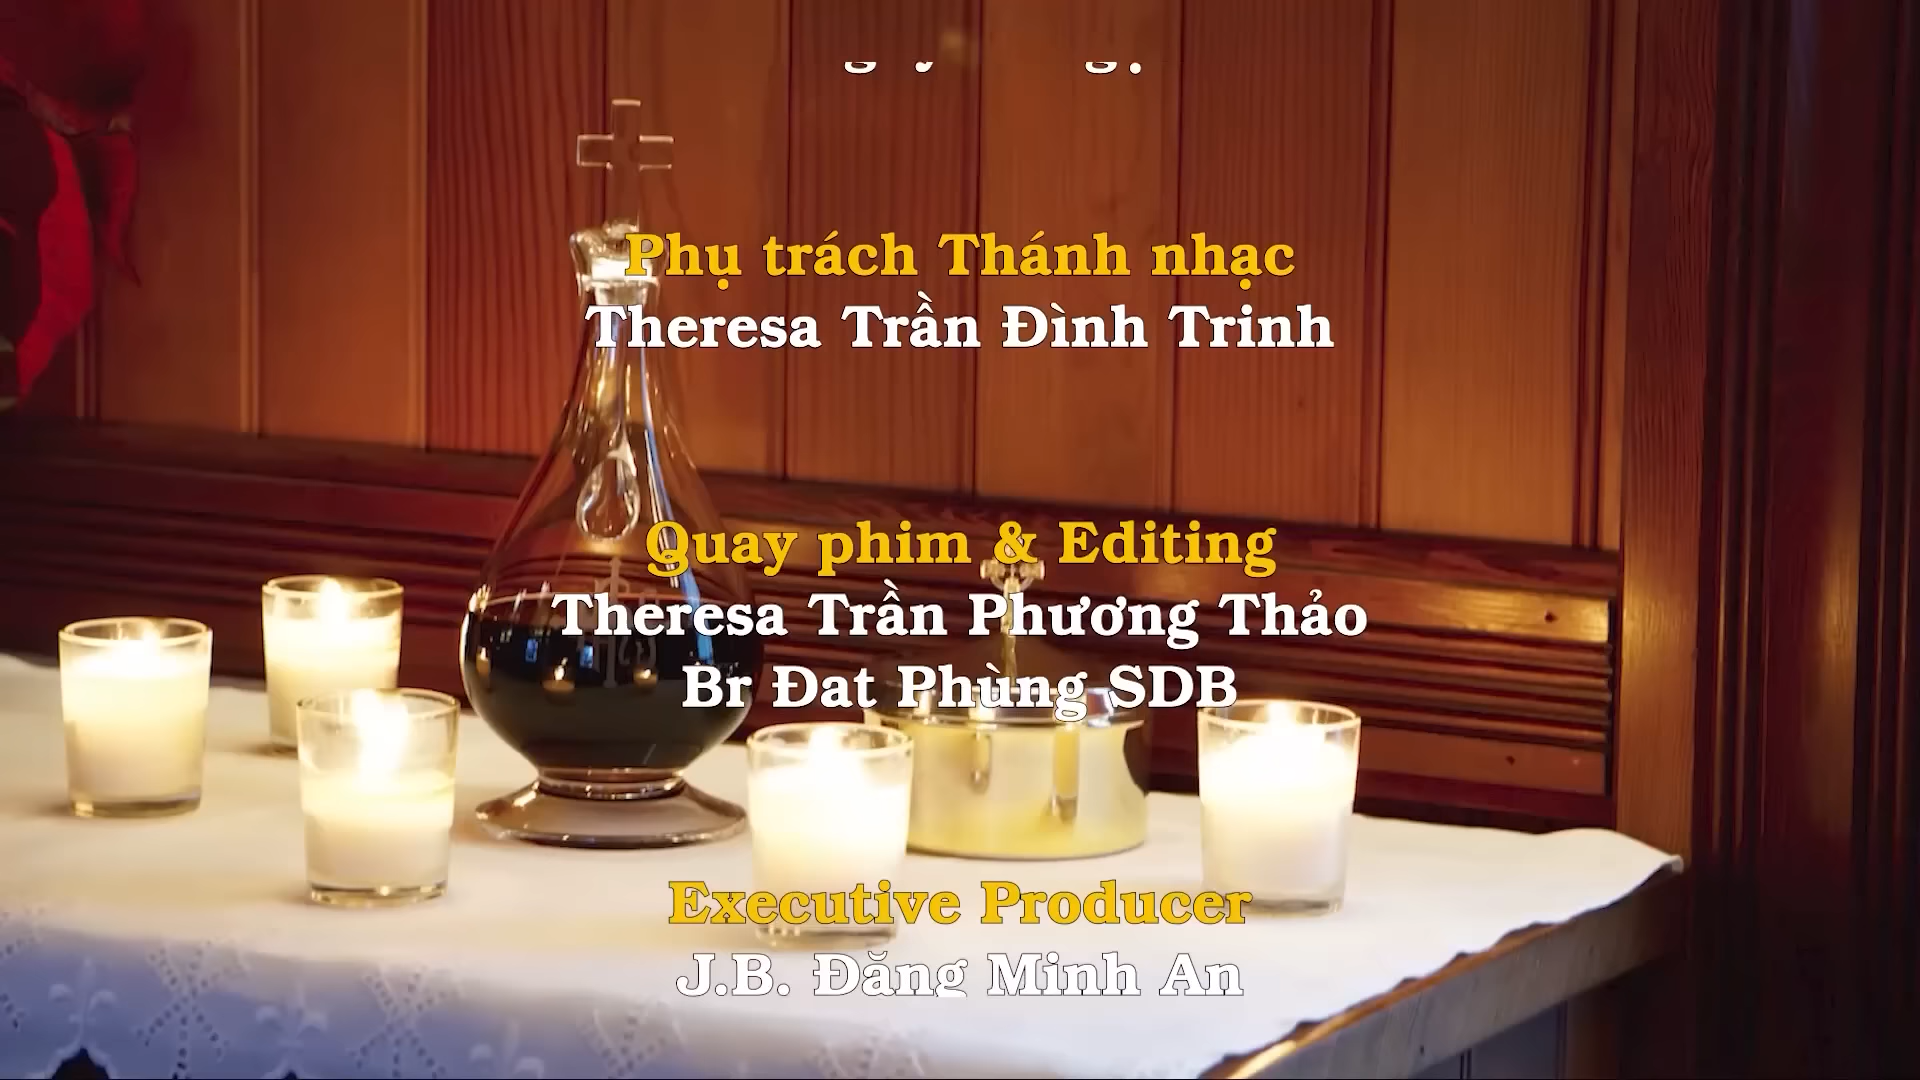 Phụ trách Thánh nhạc
Theresa Trần Đình Trinh
Quay phim & Editing
Theresa Trần Phương Thảo
Br Đat Phùng SDB
Executive Producer
J.B. Đăng Minh An